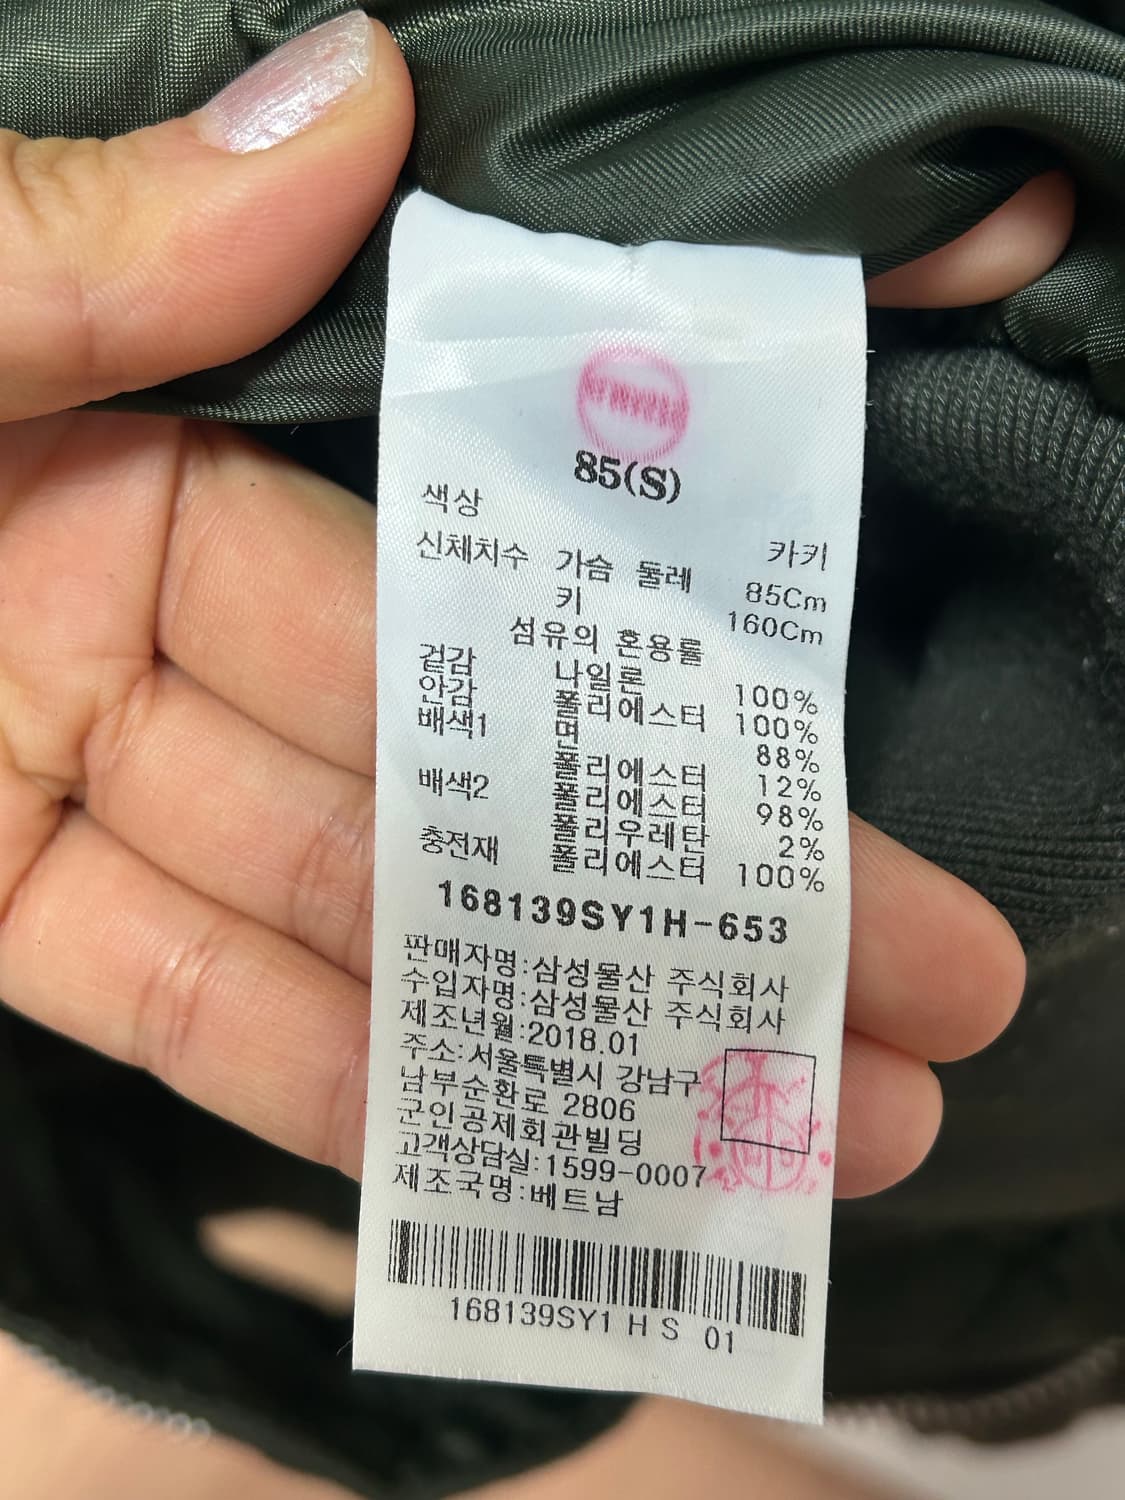 85(S)
색상 카키
신체치수 가슴 둘레 85Cm
키 160Cm
섬유의 혼용률
겉감 나일론 100%
안감 폴리에스터 100%
배색1 면 88%
폴리에스터 12%
배색2 폴리에스터 98%
폴리우레탄 2%
충전재 폴리에스터 100%
168139SY1H-653
판매자명:삼성물산 주식회사
수입자명:삼성물산 주식회사
제조년월:2018.01
주소:서울특별시 강남구
남부순환로 2806
군인공제회관빌딩
고객상담실:1599-0007
제조국명:베트남
168139SY1 H S 01